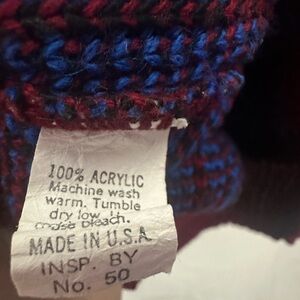 100% ACRYLIC
Machine wash
warm. Tumble
dry low
bleach.
MADE IN U.S.A.
INSP. BY
No. 50